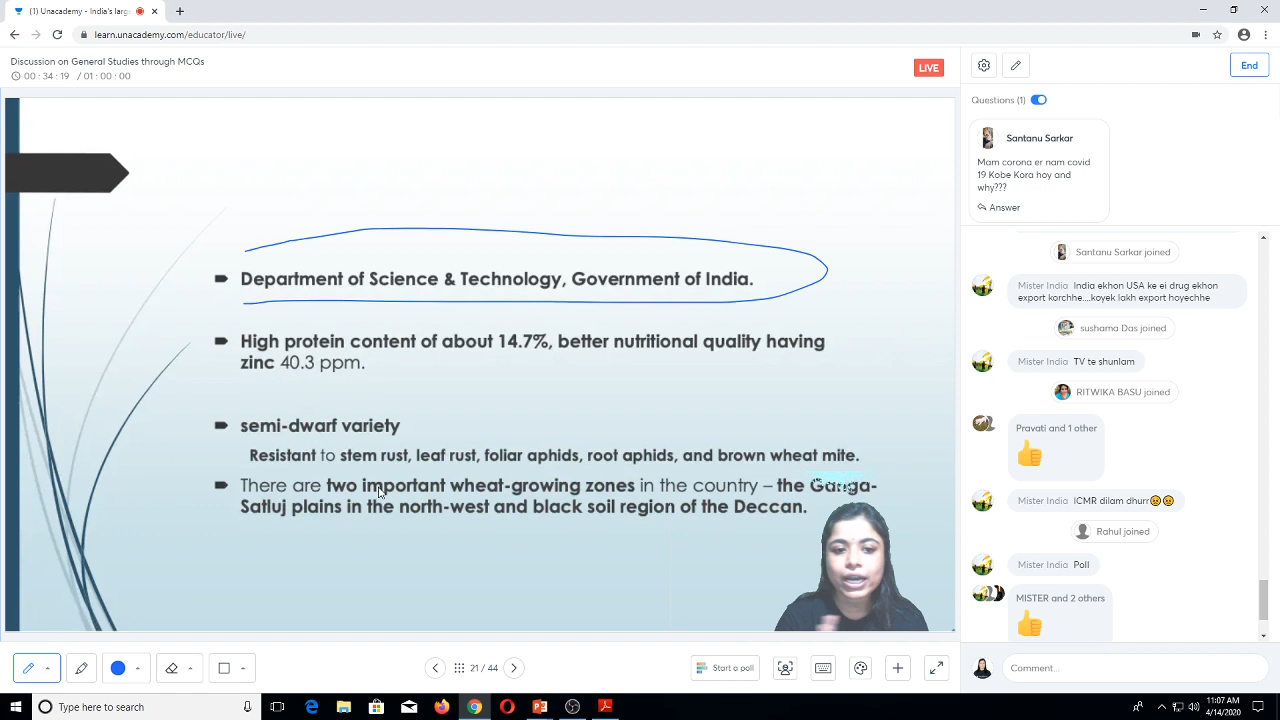 (1) Unacademy - India's larg
learn.unacademy.com/educator/live/
Discussion on General Studies through MCQs
00 : 34 : 19 / 01 : 00 : 00
LIVE
End
Department of Science & Technology, Government of India.
High protein content of about 14.7%, better nutritional quality having
zinc 40.3 ppm.
semi-dwarf variety
Resistant to stem rust, leaf rust, foliar aphids, root aphids, and brown wheat mite.
There are two important wheat-growing zones in the country – the Ganga-
Satluj plains in the north-west and black soil region of the Deccan.
Questions (1)
Santanu Sarkar
Mam corona er nam covid
19 Kobe Kora hoy and
why???
Answer
Santanu Sarkar joined
Mister India India ekhon USA ke ei drug ekhon
export korchhe....koyek lakh export hoyechhe
sushama Das joined
Mister India TV te shunlam
RITWIKA BASU joined
Pravati and 1 other
Mister India ICMR dilam dhurr
Rahul joined
Mister India Poll
MISTER and 2 others
21 / 44
Start a poll
Comment...
Type here to search
11:07 AM
4/14/2020